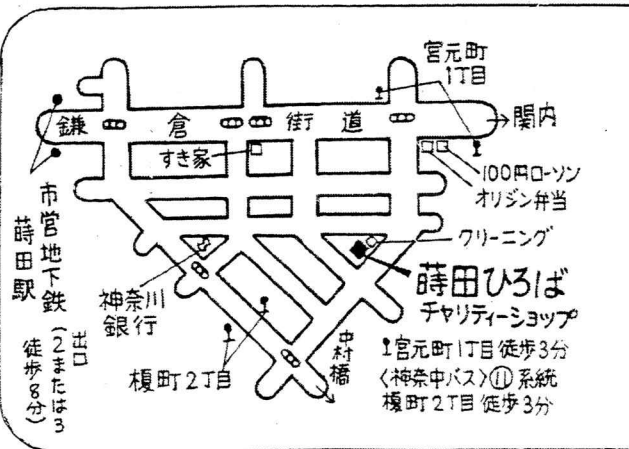 宮元町
1丁目
鎌倉街道
→関内
すき家
100円ローソン
オリジン弁当
クリーニング
市営地下鉄
蒔田駅
出口
(2または3
徒歩8分)
神奈川
銀行
榎町2丁目
中村橋
蒔田ひろば
チャリティーショップ
宮元町1丁目徒歩3分
〈神奈中バス〉⑪系統
榎町2丁目徒歩3分